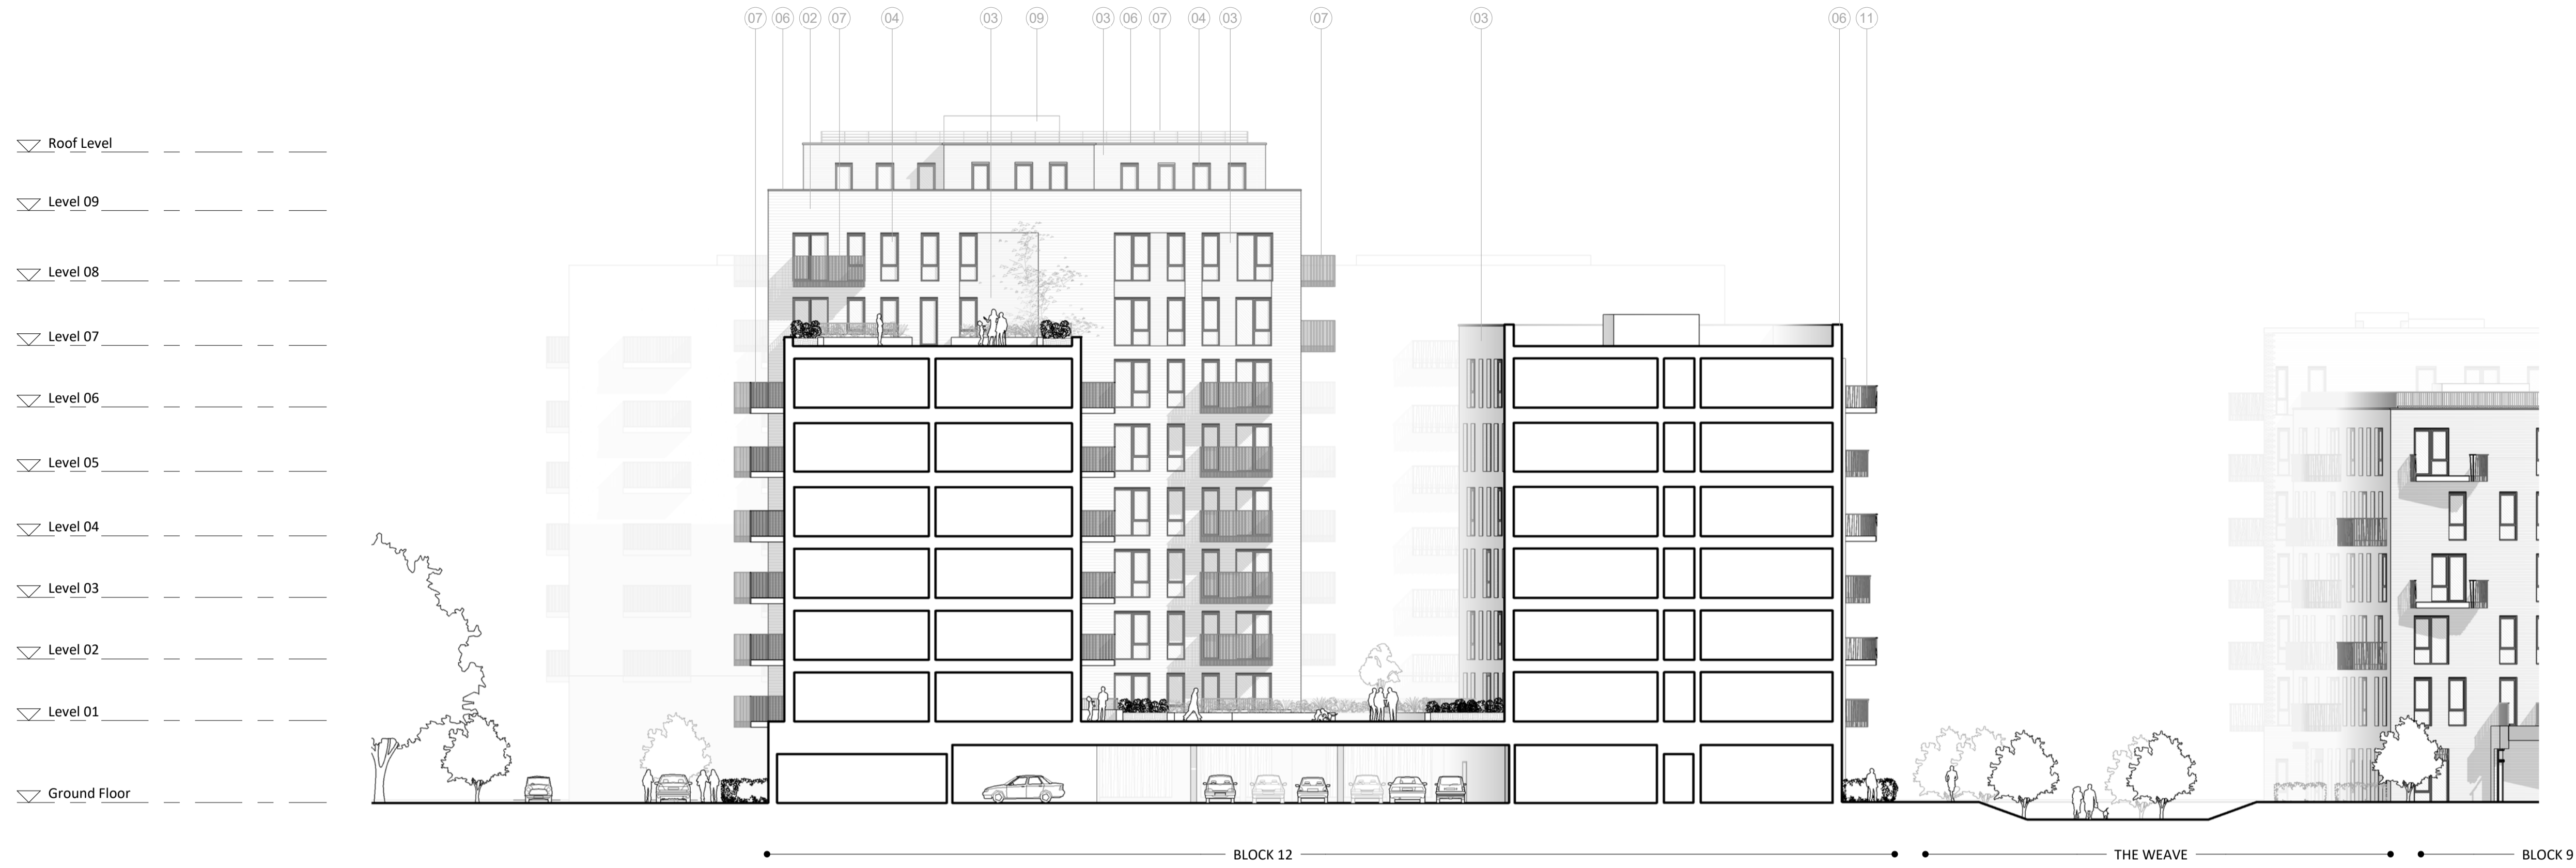 07 06 02 07 04 03 09 03 06 07 04 03 07 03 06 11
Roof Level
Level 09
Level 08
Level 07
Level 06
Level 05
Level 04
Level 03
Level 02
Level 01
Ground Floor
BLOCK 12 THE WEAVE BLOCK 9